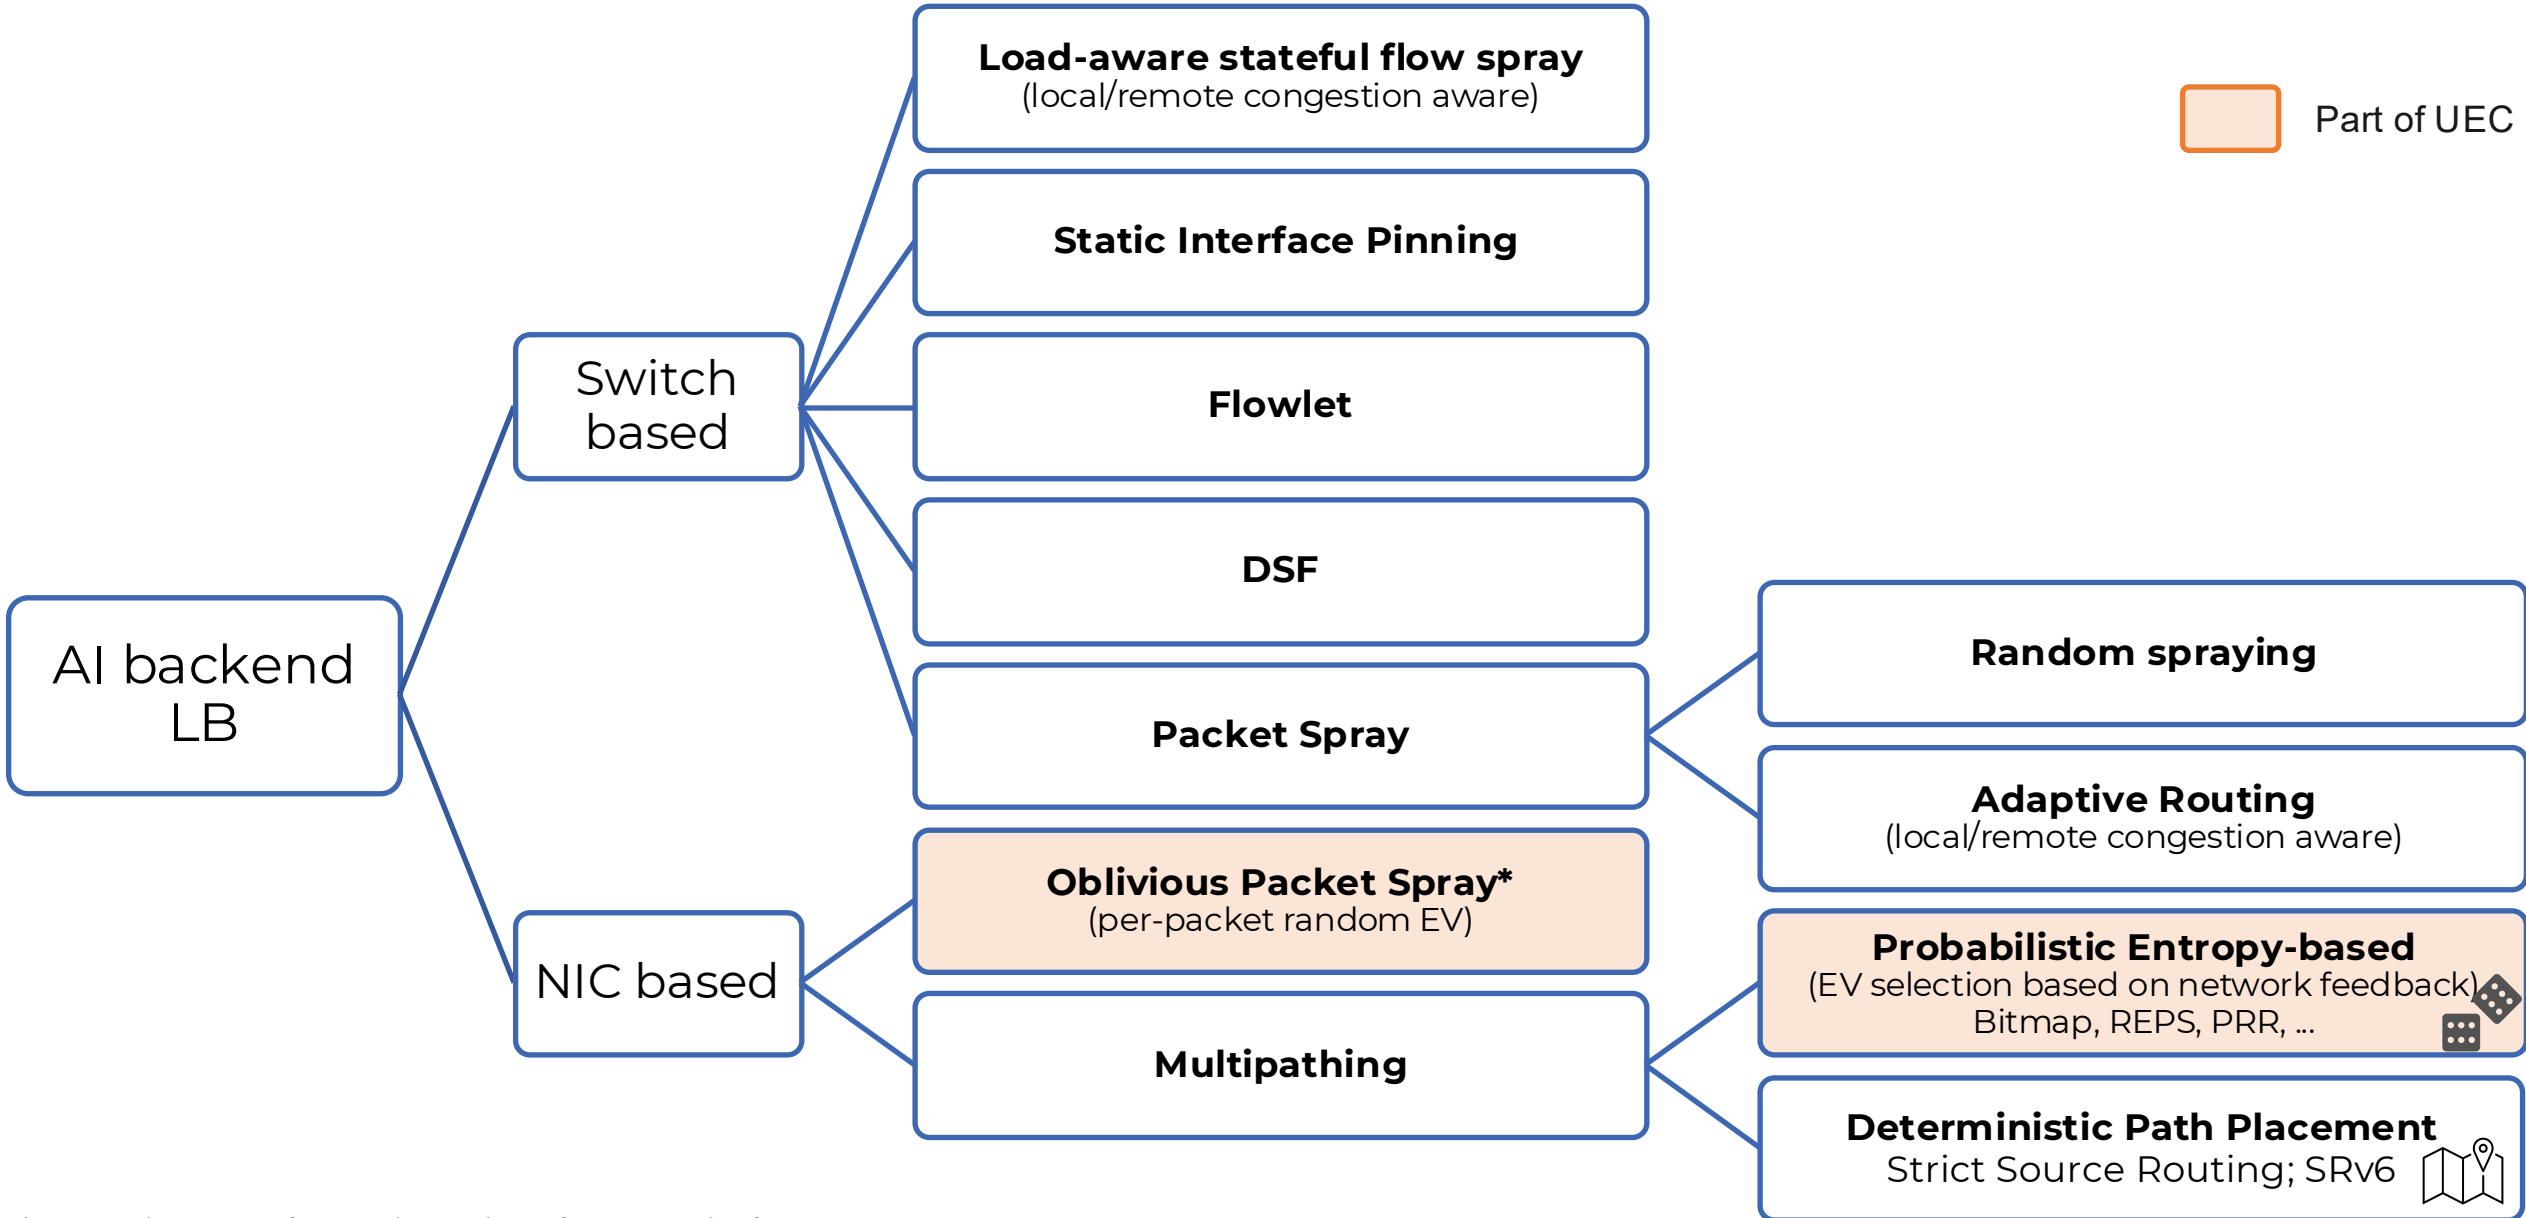 Load-aware stateful flow spray
(local/remote congestion aware)
Part of UEC
Static Interface Pinning
Switch
based
Flowlet
DSF
AI backend
LB
Random spraying
Packet Spray
Adaptive Routing
(local/remote congestion aware)
Oblivious Packet Spray*
(per-packet random EV)
NIC based
Probabilistic Entropy-based
(EV selection based on network feedback)
Bitmap, REPS, PRR, ...
Multipathing
Deterministic Path Placement
Strict Source Routing; SRv6